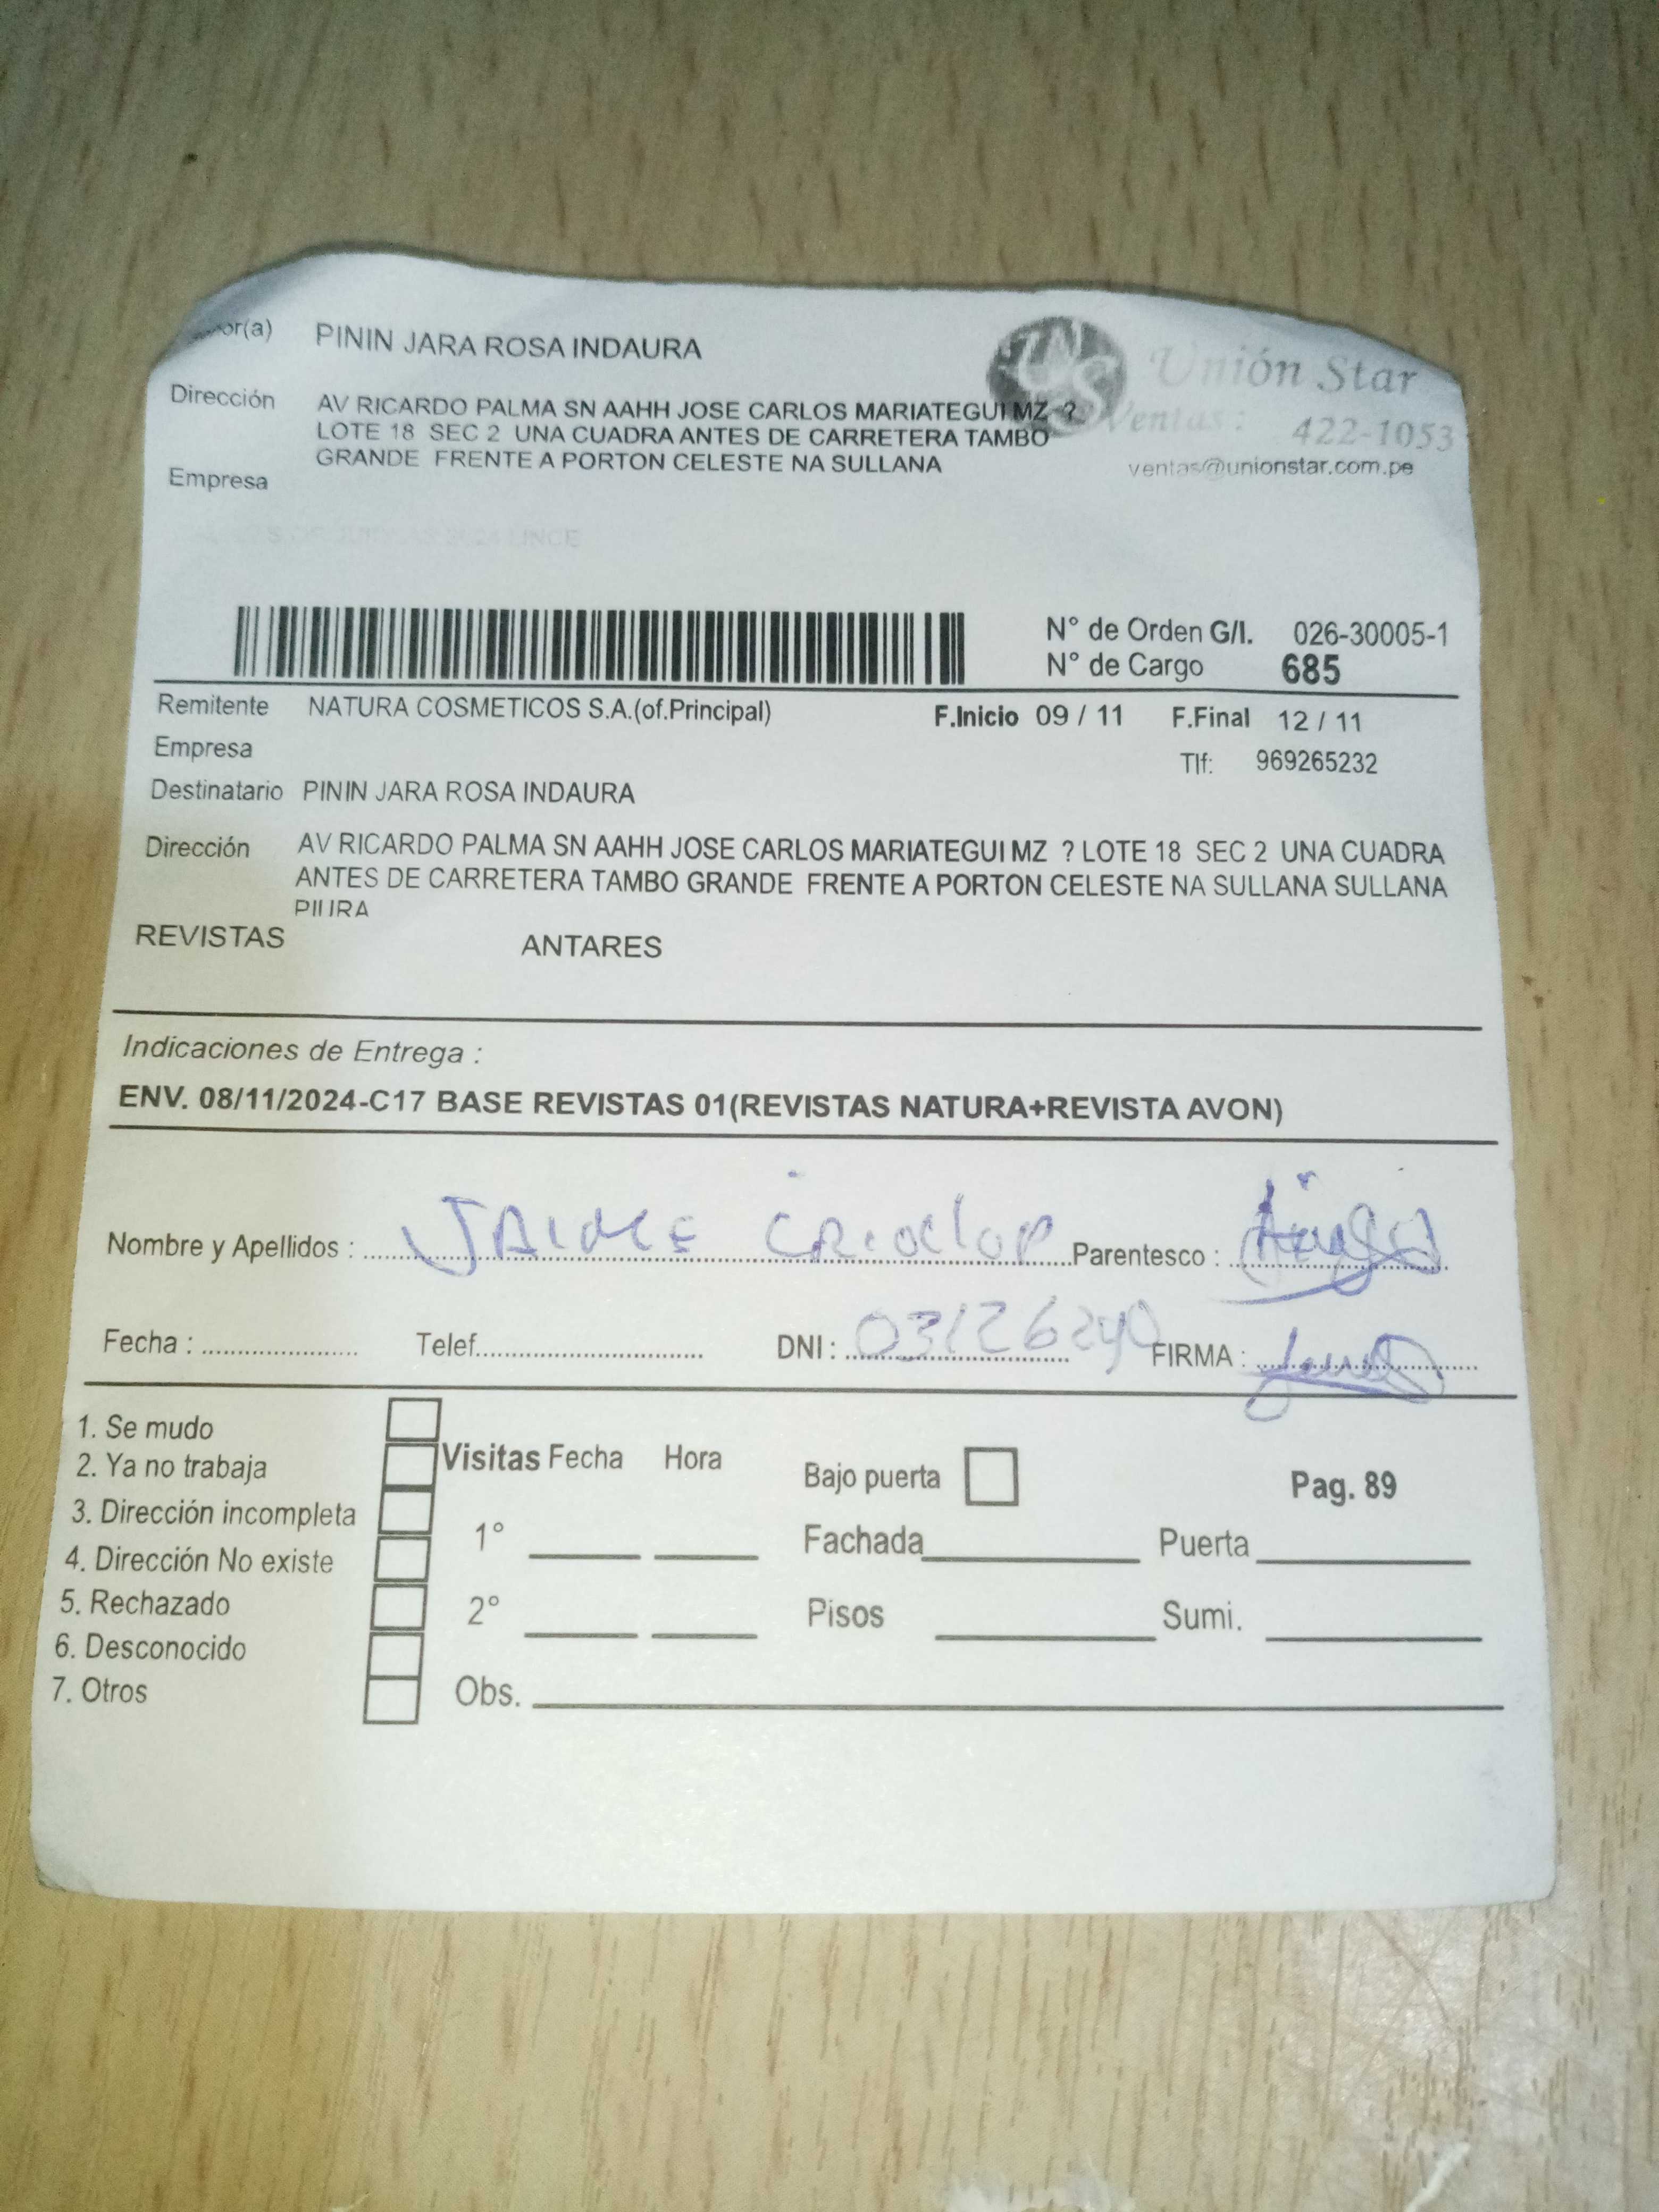 or(a) PININ JARA ROSA INDAURA
Unión Star
Dirección AV RICARDO PALMA SN AAHH JOSE CARLOS MARIATEGUI MZ ?
LOTE 18 SEC 2 UNA CUADRA ANTES DE CARRETERA TAMBO
GRANDE FRENTE A PORTON CELESTE NA SULLANA
Ventas: 422-1053
ventas@unionstar.com.pe
Empresa
LINCE
N° de Orden G/I. 026-30005-1
N° de Cargo 685
Remitente NATURA COSMETICOS S.A.(of.Principal) F.Inicio 09 / 11 F.Final 12 / 11
Empresa Tlf: 969265232
Destinatario PININ JARA ROSA INDAURA
Dirección AV RICARDO PALMA SN AAHH JOSE CARLOS MARIATEGUI MZ ? LOTE 18 SEC 2 UNA CUADRA
ANTES DE CARRETERA TAMBO GRANDE FRENTE A PORTON CELESTE NA SULLANA SULLANA
PIURA
REVISTAS ANTARES
Indicaciones de Entrega :
ENV. 08/11/2024-C17 BASE REVISTAS 01(REVISTAS NATURA+REVISTA AVON)
Nombre y Apellidos : JAIME Parentesco :
Fecha : Telef. DNI : FIRMA :
1. Se mudo
2. Ya no trabaja
3. Dirección incompleta
4. Dirección No existe
5. Rechazado
6. Desconocido
7. Otros
Visitas Fecha Hora
1°
2°
Obs.
Bajo puerta Pag. 89
Fachada Puerta
Pisos Sumi.